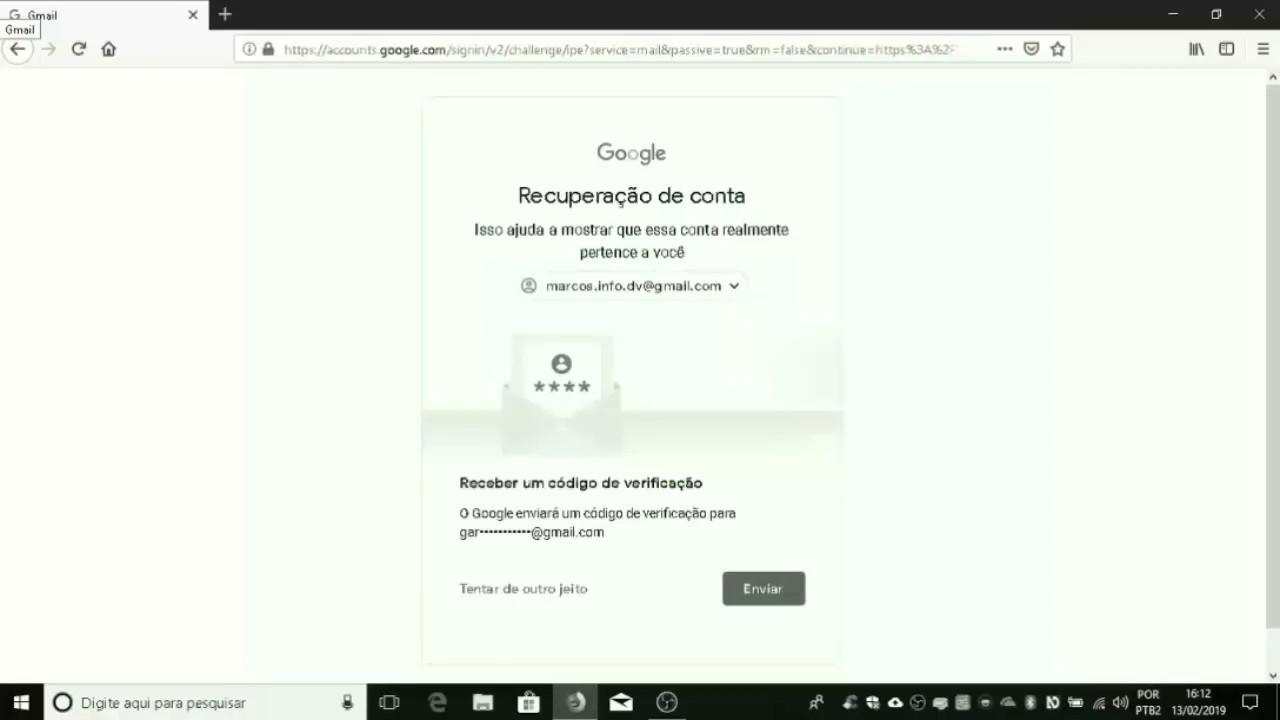 Gmail
Gmail
https://accounts.google.com/signin/v2/challenge/ipe?service=mail&passive=true&rm=false&continue=https%3A%2F
Google
Recuperação de conta
Isso ajuda a mostrar que essa conta realmente
pertence a você
marcos.info.dv@gmail.com
****
Receber um código de verificação
O Google enviará um código de verificação para
gar•••••••••••@gmail.com
Tentar de outro jeito
Enviar
Digite aqui para pesquisar
POR
PTB2
16:12
13/02/2019